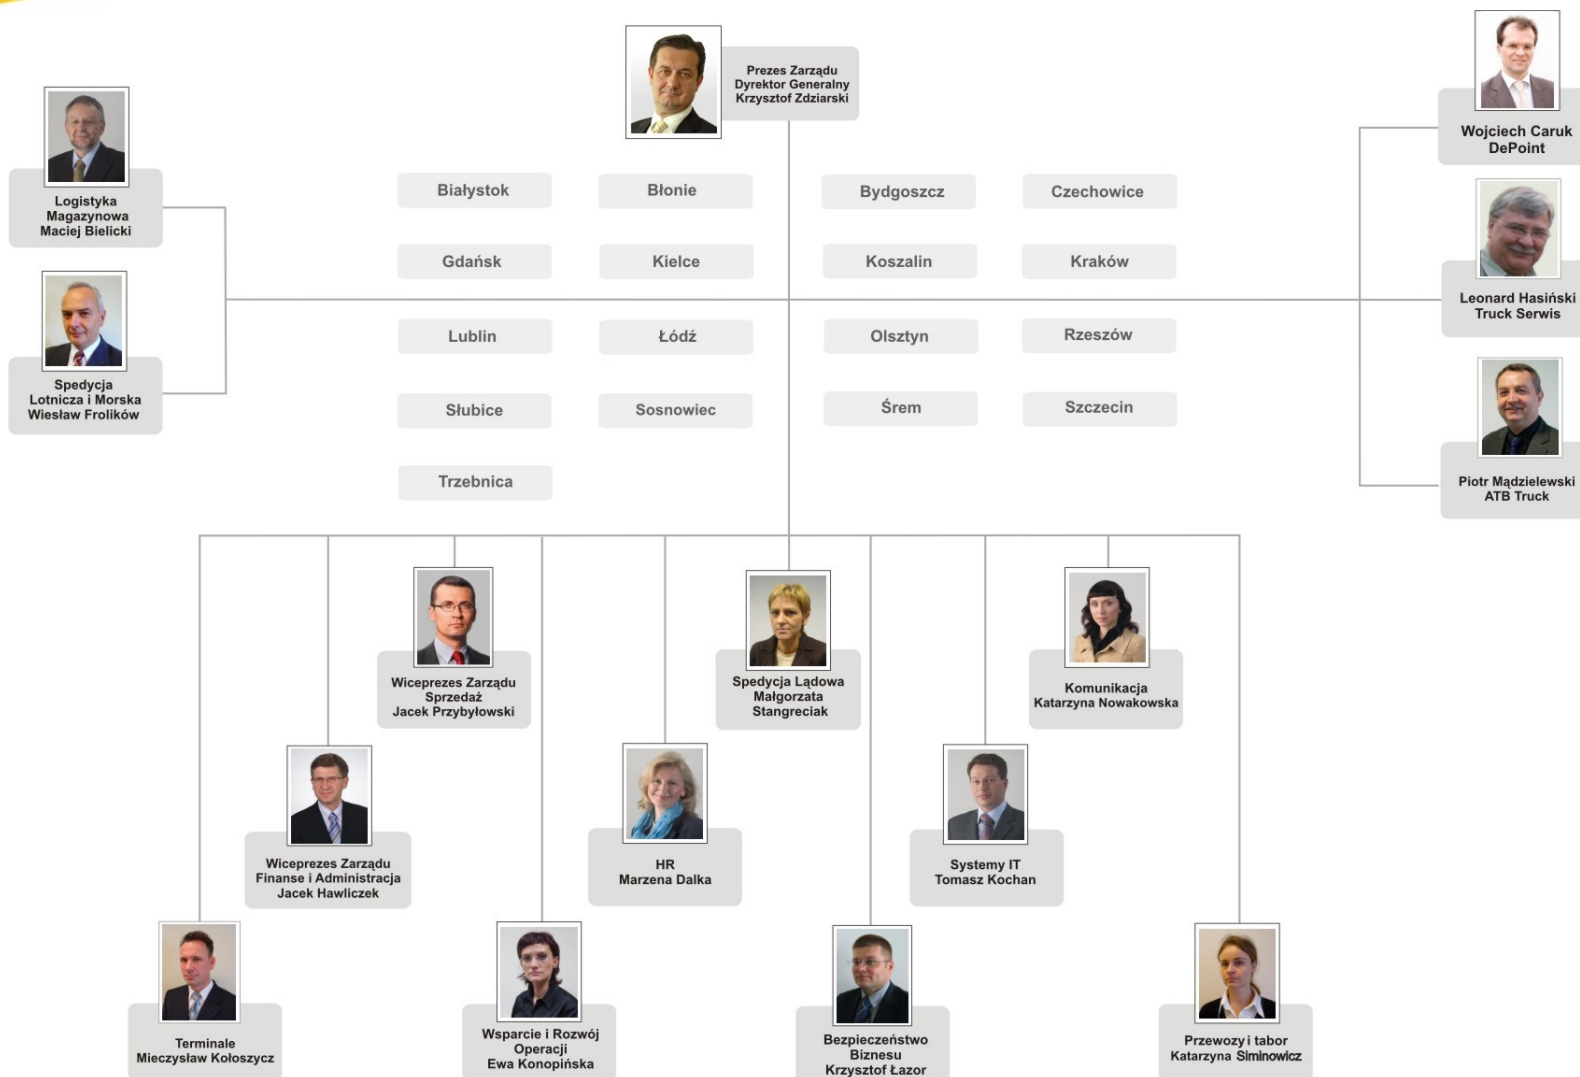 Prezes Zarządu
Dyrektor Generalny
Krzysztof Zdziarski
Logistyka
Magazynowa
Maciej Bielicki
Spedycja
Lotnicza i Morska
Wiesław Frolików
Białystok
Błonie
Bydgoszcz
Czechowice
Gdańsk
Kielce
Koszalin
Kraków
Lublin
Łódź
Olsztyn
Rzeszów
Słubice
Sosnowiec
Śrem
Szczecin
Trzebnica
Wojciech Caruk
DePoint
Leonard Hasiński
Truck Serwis
Piotr Mądzielewski
ATB Truck
Wiceprezes Zarządu
Sprzedaż
Jacek Przybyłowski
Spedycja Lądowa
Małgorzata
Stangreciak
Komunikacja
Katarzyna Nowakowska
Wiceprezes Zarządu
Finanse i Administracja
Jacek Hawliczek
HR
Marzena Dalka
Systemy IT
Tomasz Kochan
Terminale
Mieczysław Kołoszycz
Wsparcie i Rozwój
Operacji
Ewa Konopińska
Bezpieczeństwo
Biznesu
Krzysztof Łazor
Przewozy i tabor
Katarzyna Siminowicz